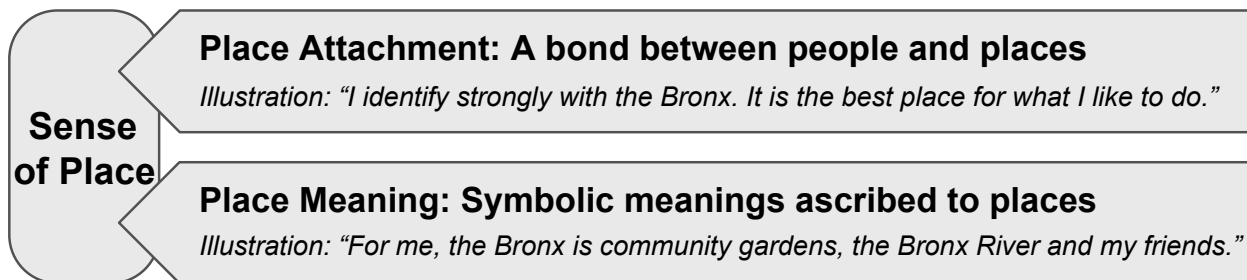 Sense
of Place
Place Attachment: A bond between people and places
Illustration: “I identify strongly with the Bronx. It is the best place for what I like to do.”
Place Meaning: Symbolic meanings ascribed to places
Illustration: “For me, the Bronx is community gardens, the Bronx River and my friends.”